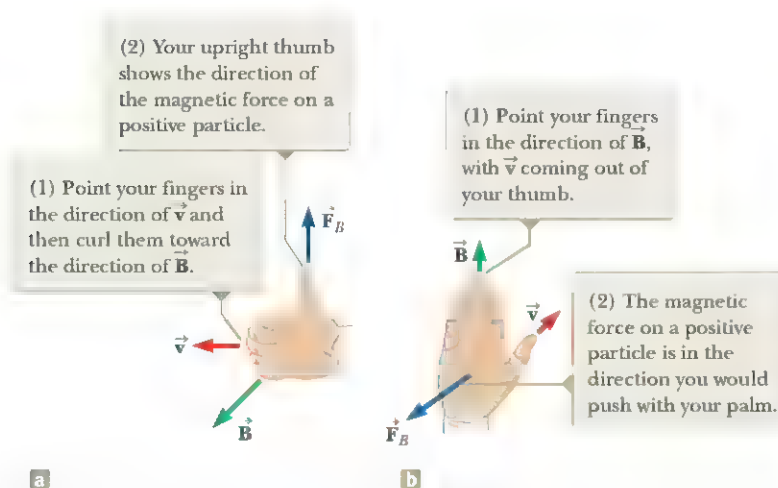 (2) Your upright thumb
shows the direction of
the magnetic force on a
positive particle.
(1) Point your fingers in
the direction of v⃗ and
then curl them toward
the direction of B⃗.
F⃗_B
v⃗
B⃗
a
(1) Point your fingers
in the direction of B⃗,
with v⃗ coming out of
your thumb.
B⃗
v⃗
(2) The magnetic
force on a positive
particle is in the
direction you would
push with your palm.
F⃗_B
b